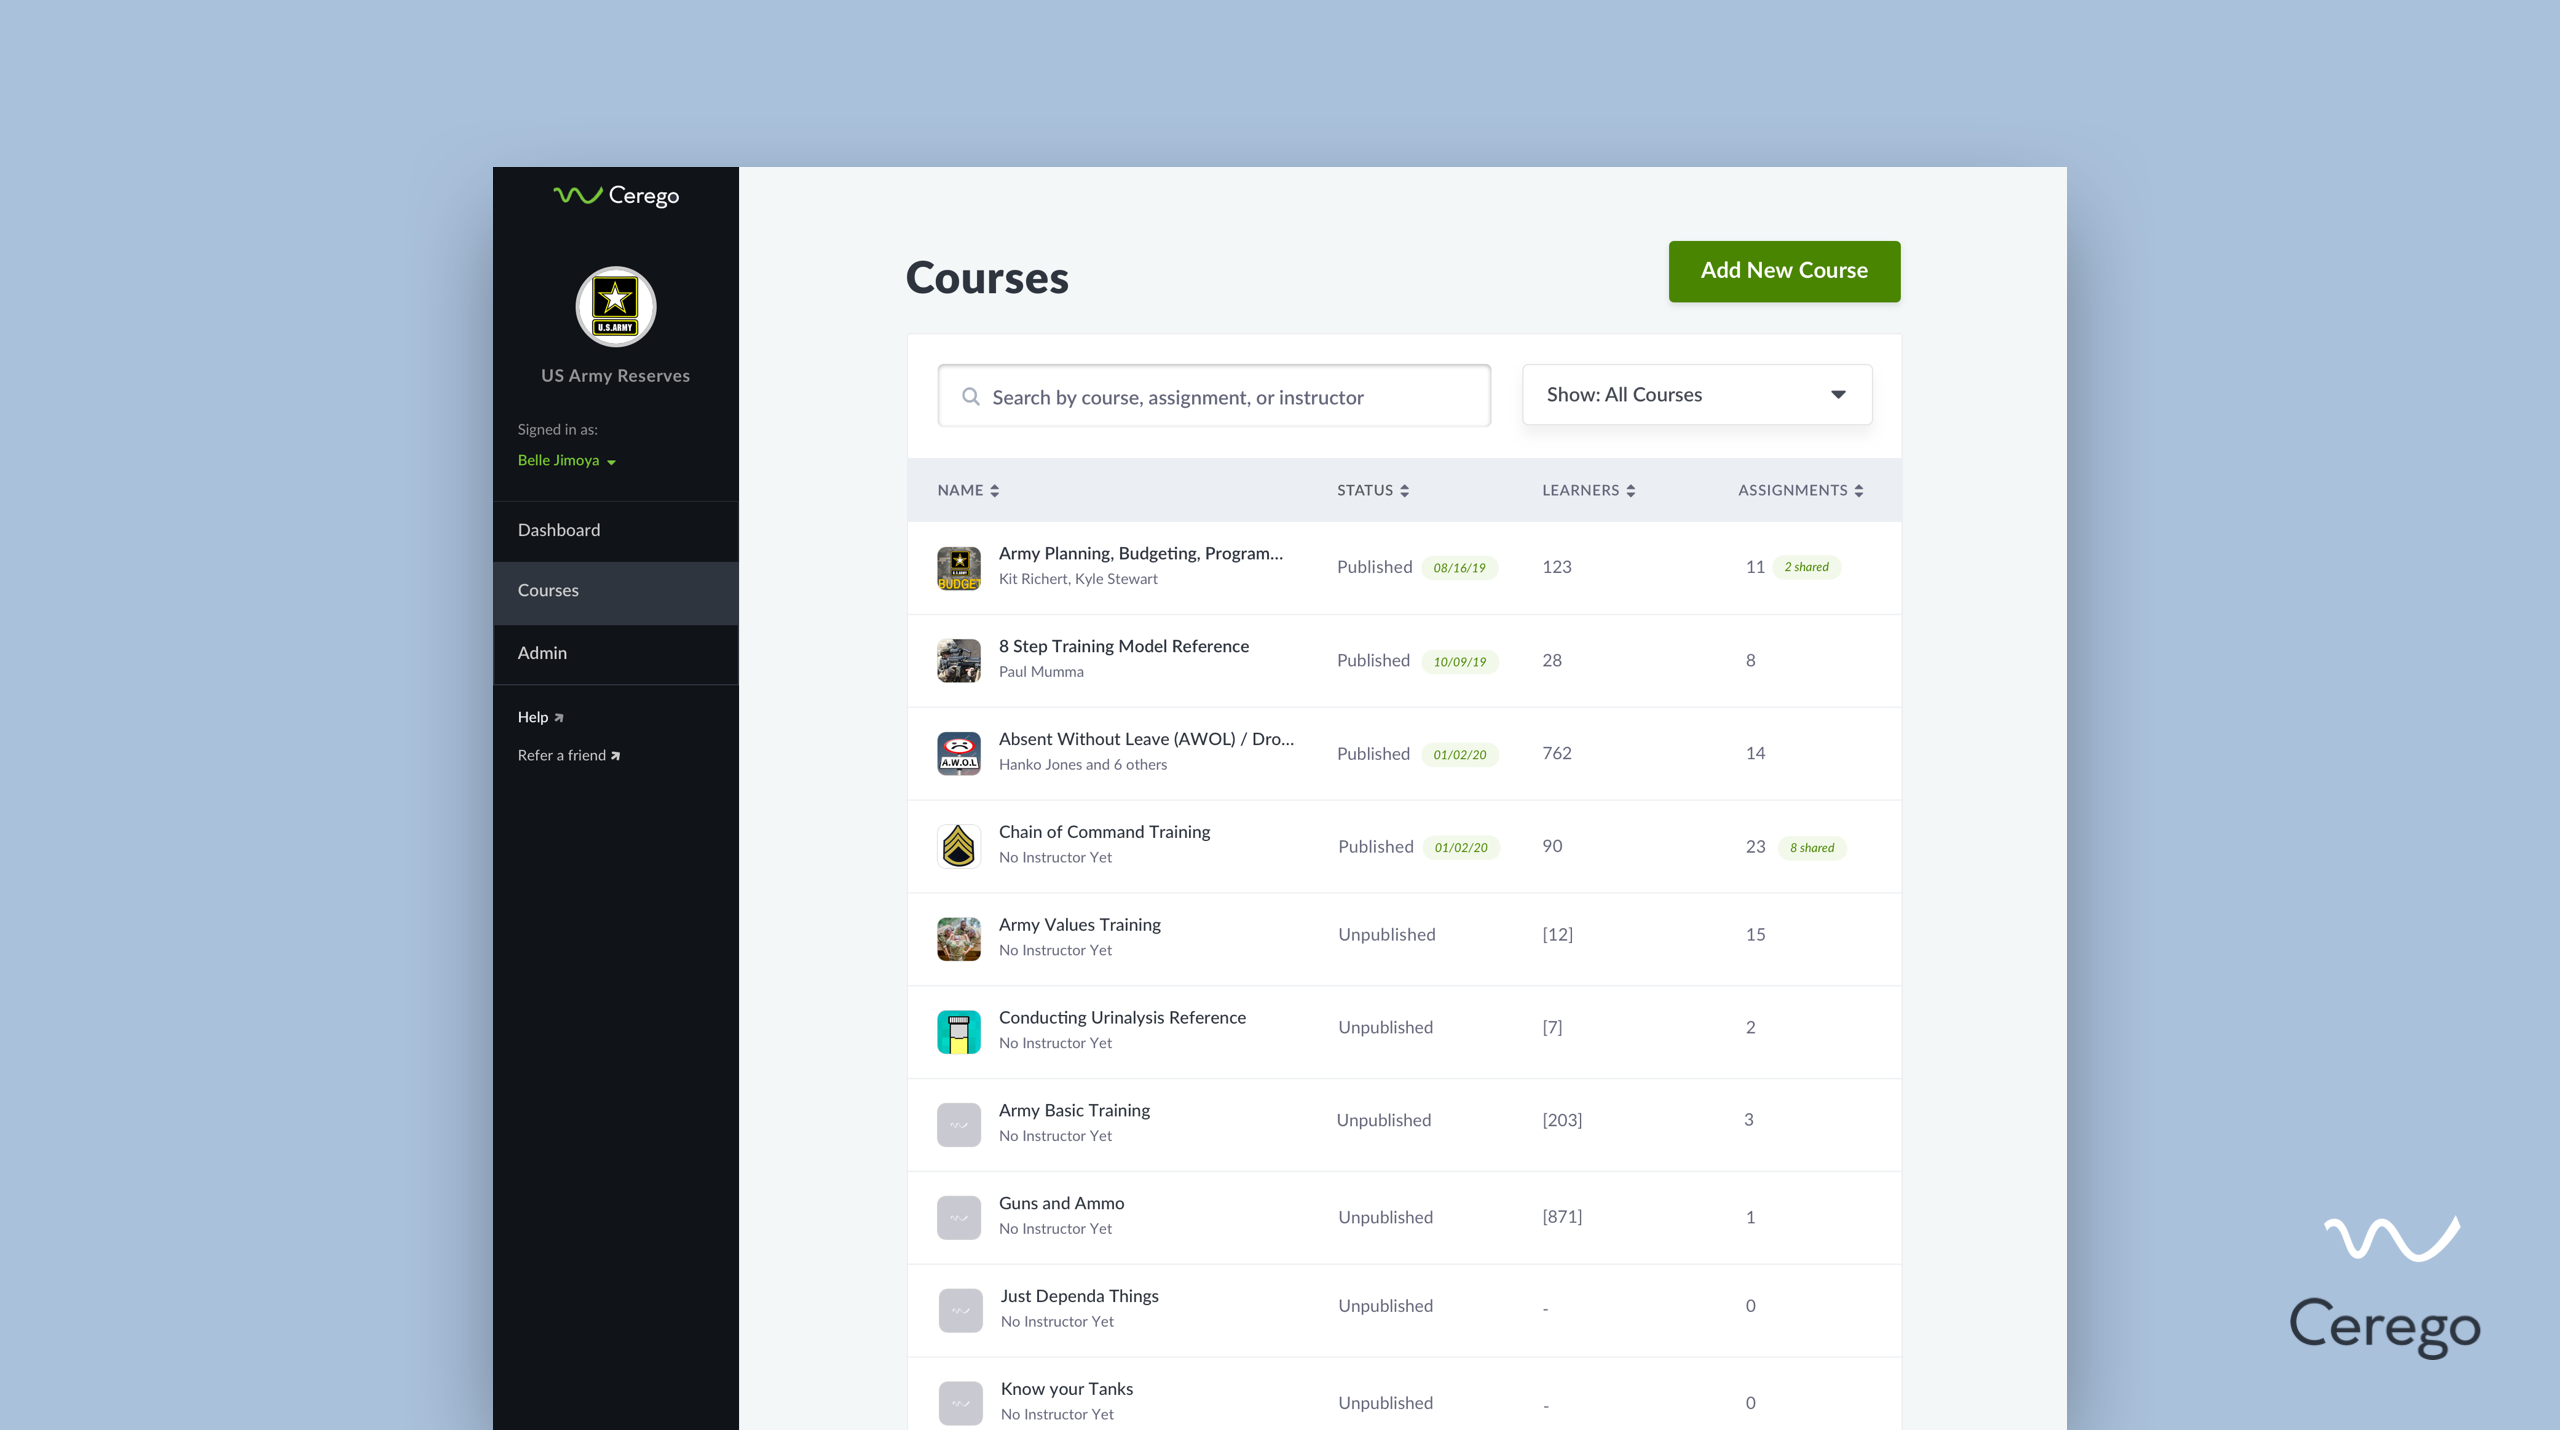 Cerego
U.S.ARMY
US Army Reserves
Signed in as:
Belle Jimoya
Dashboard
Courses
Admin
Help
Refer a friend
Courses
Add New Course
Search by course, assignment, or instructor
Show: All Courses
NAME STATUS LEARNERS ASSIGNMENTS
BUDGET
Army Planning, Budgeting, Program...
Kit Richert, Kyle Stewart
Published 08/16/19 123 11 2 shared
8 Step Training Model Reference
Paul Mumma
Published 10/09/19 28 8
A.W.O.L
Absent Without Leave (AWOL) / Dro...
Hanko Jones and 6 others
Published 01/02/20 762 14
Chain of Command Training
No Instructor Yet
Published 01/02/20 90 23 8 shared
Army Values Training
No Instructor Yet
Unpublished [12] 15
Conducting Urinalysis Reference
No Instructor Yet
Unpublished [7] 2
Army Basic Training
No Instructor Yet
Unpublished [203] 3
Guns and Ammo
No Instructor Yet
Unpublished [871] 1
Just Dependa Things
No Instructor Yet
Unpublished - 0
Know your Tanks
No Instructor Yet
Unpublished - 0
Cerego